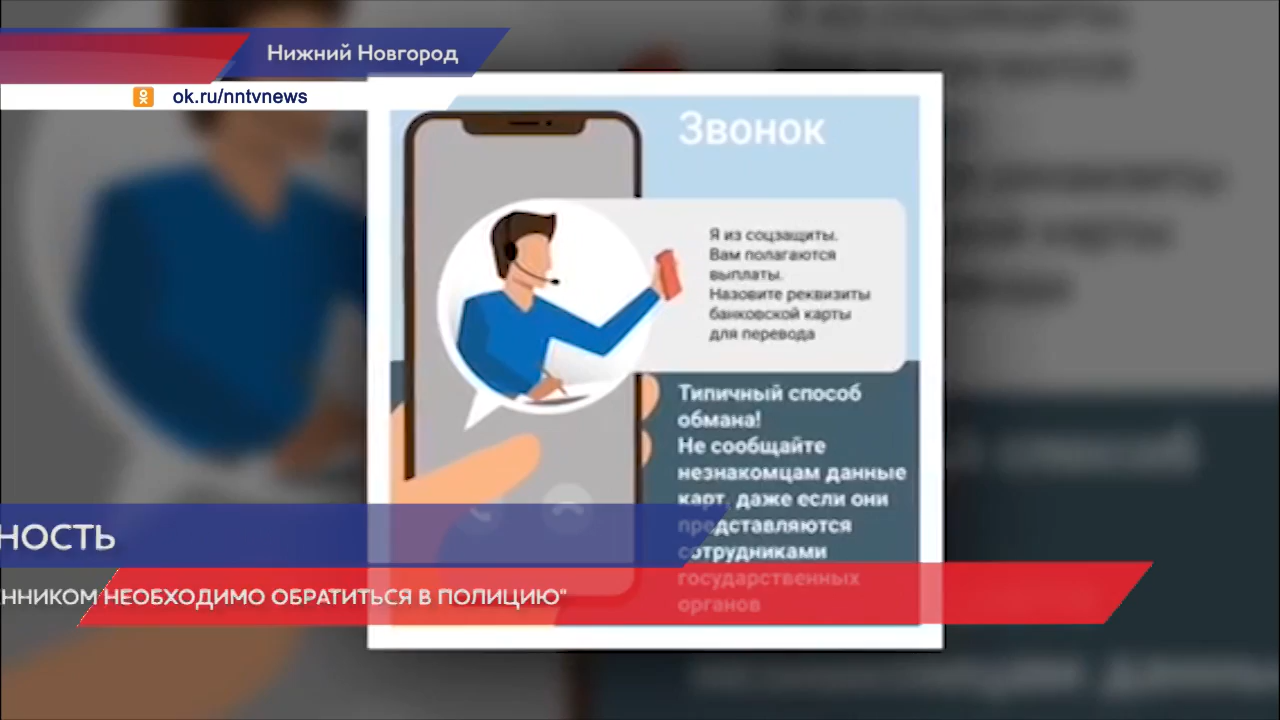 Нижний Новгород
ok.ru/nntvnews
Звонок
Я из соцзащиты.
Вам полагаются
выплаты.
Назовите реквизиты
банковской карты
для перевода
Типичный способ
обмана!
Не сообщайте
незнакомцам данные
карт, даже если они
представляются
сотрудниками
государственных
органов
НОСТЬ
ННИКОМ НЕОБХОДИМО ОБРАТИТЬСЯ В ПОЛИЦИЮ"